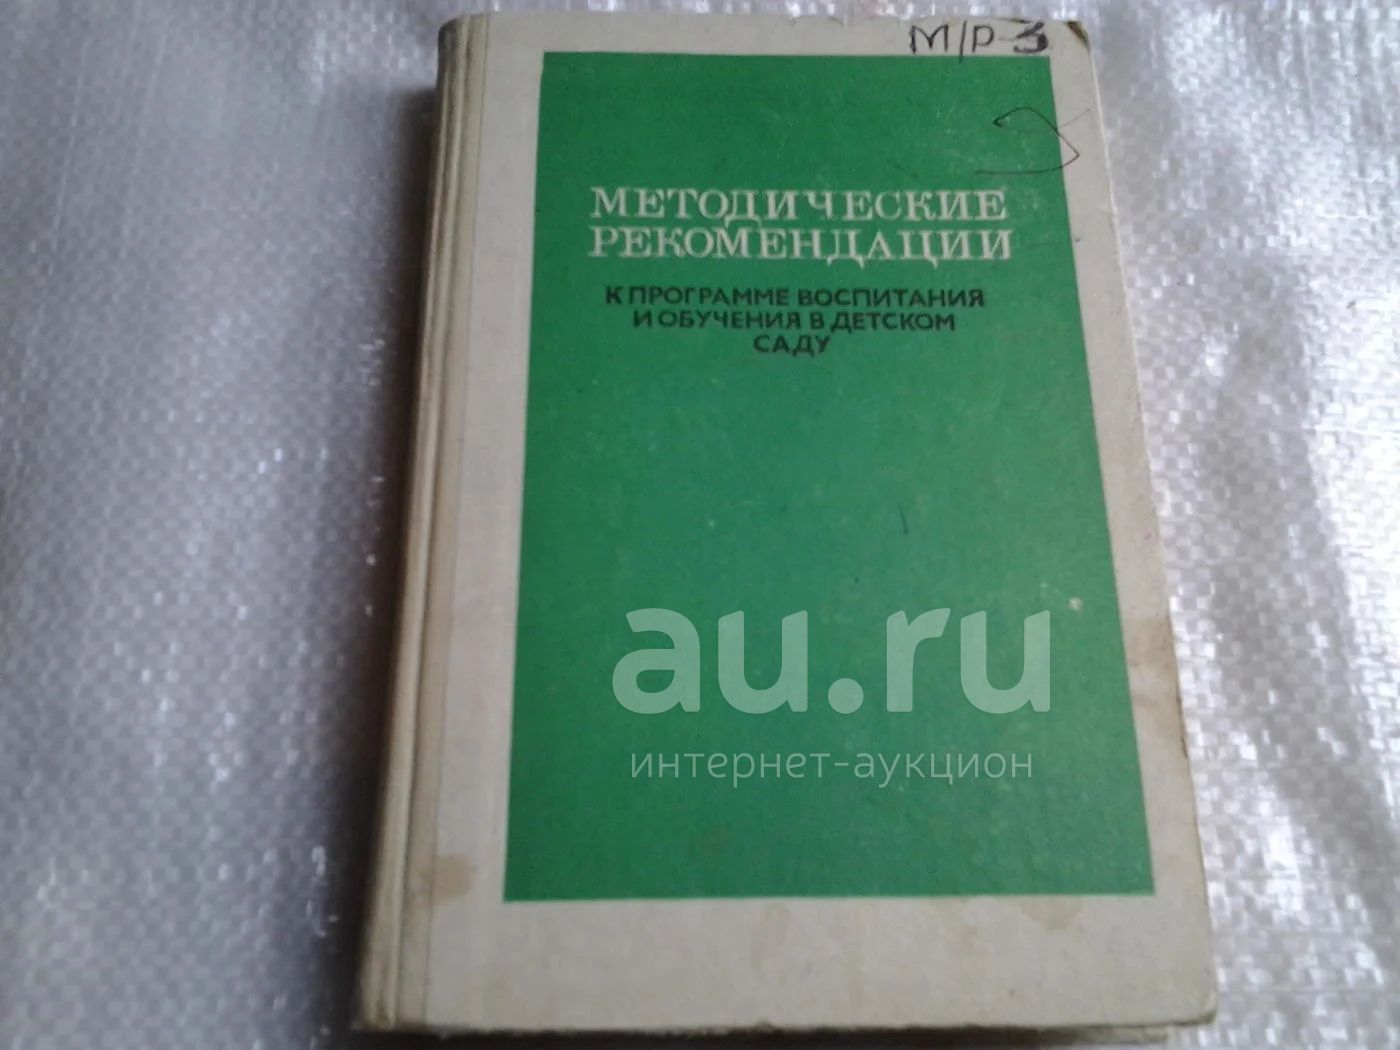 М/Р-3
МЕТОДИЧЕСКИЕ
РЕКОМЕНДАЦИИ
К ПРОГРАММЕ ВОСПИТАНИЯ
И ОБУЧЕНИЯ В ДЕТСКОМ
САДУ
au.ru
интернет-аукцион